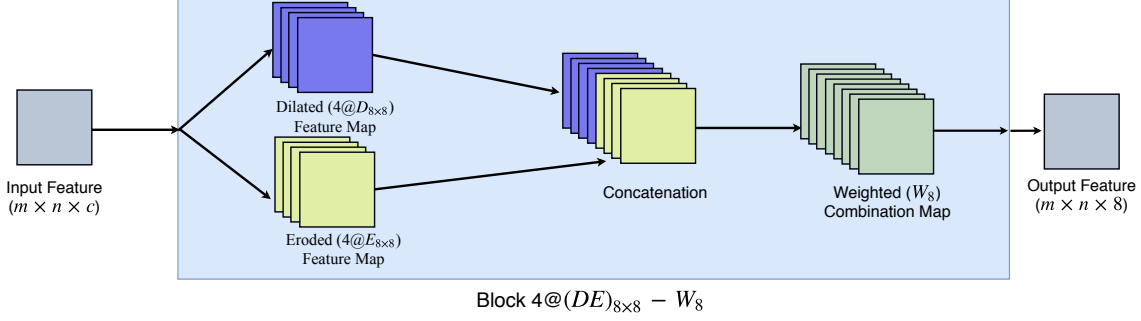 Input Feature
(m × n × c)
Dilated (4@D8×8)
Feature Map
Eroded (4@E8×8)
Feature Map
Concatenation
Weighted (W8)
Combination Map
Output Feature
(m × n × 8)
Block 4@(DE)8×8 − W8